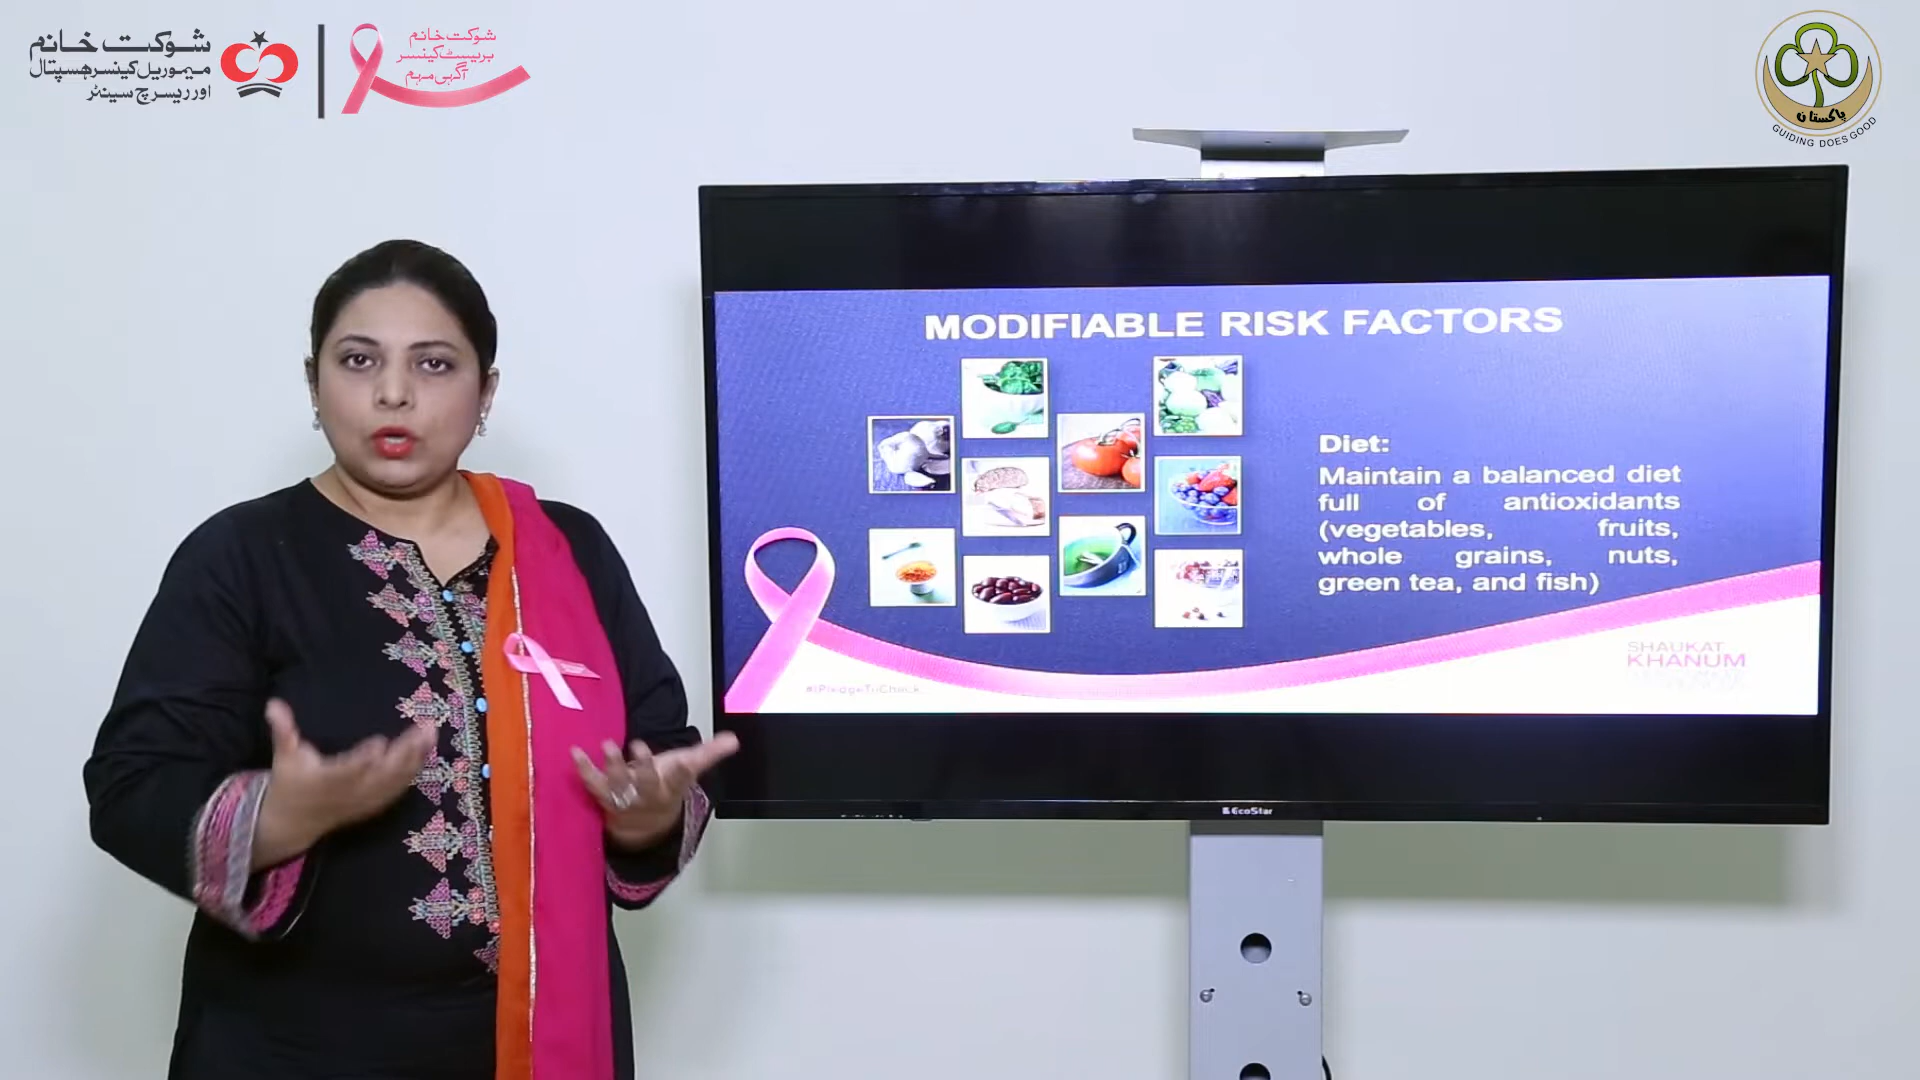 شوکت خانم
میموریل کینسر ہسپتال
اور ریسرچ سینٹر
شوکت خانم
بریسٹ کینسر
آگہی مہم
پاکستان
GUIDING DOES GOOD
MODIFIABLE RISK FACTORS
Diet:
Maintain a balanced diet
full of antioxidants
(vegetables, fruits,
whole grains, nuts,
green tea, and fish)
SHAUKAT
KHANUM
#IPledgeToCheck
EcoStar